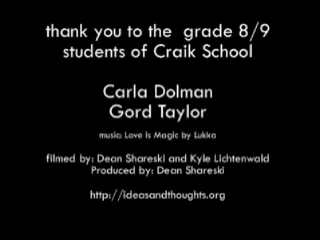 thank you to the  grade 8/9
students of Craik School
Carla Dolman
Gord Taylor
music: Love is Magic by Lukka
filmed by: Dean Shareski and Kyle Lichtenwald
Produced by: Dean Shareski
http://ideasandthoughts.org